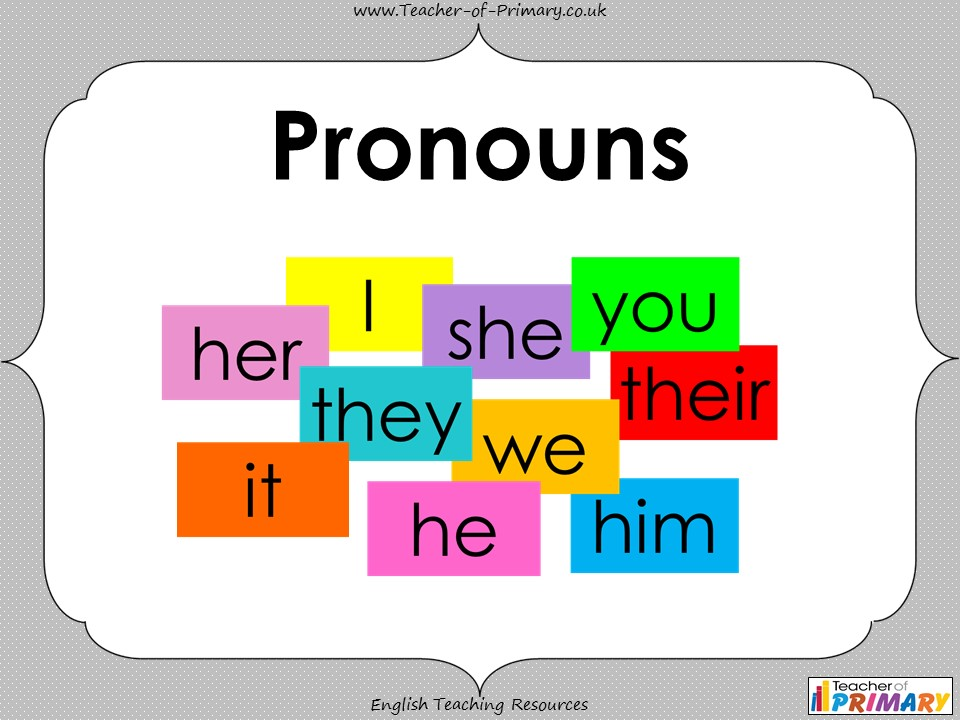 www.Teacher-of-Primary.co.uk
Pronouns
I
she
you
her
they
we
their
it
he
him
English Teaching Resources
Teacher of
PRIMARY